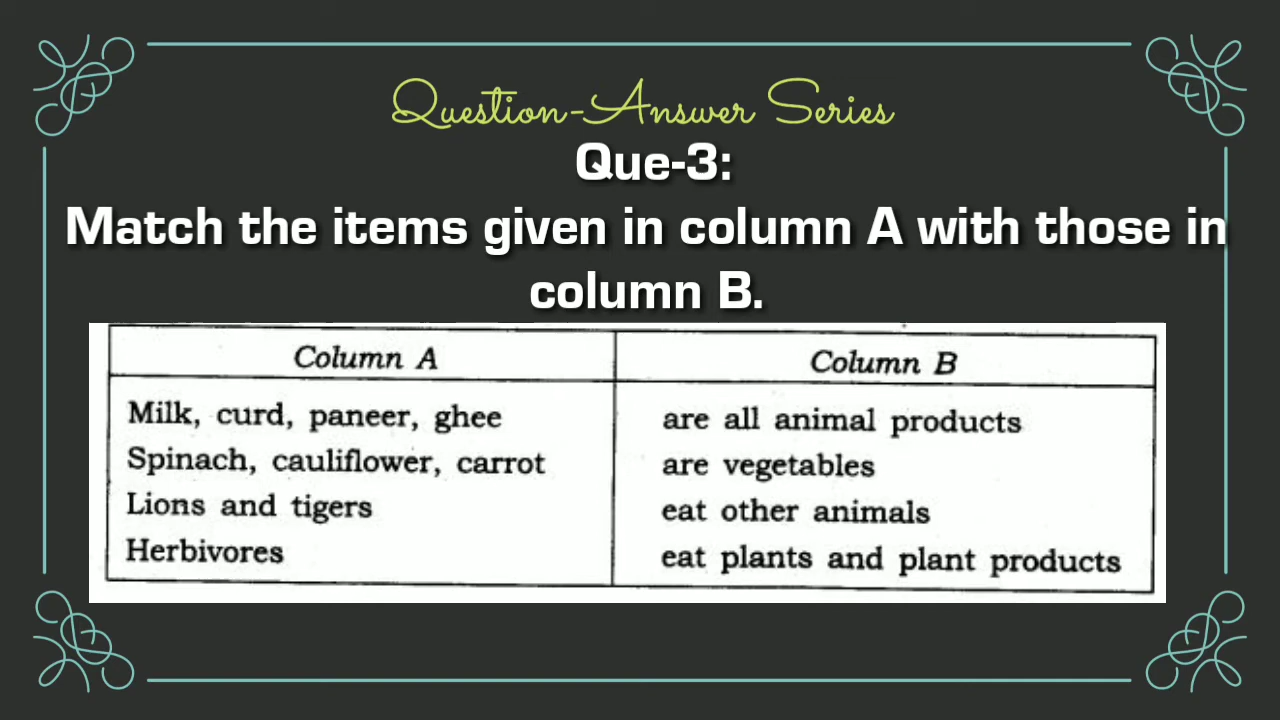 Question-Answer Series
Que-3:
Match the items given in column A with those in
column B.
Column A Column B
Milk, curd, paneer, ghee are all animal products
Spinach, cauliflower, carrot are vegetables
Lions and tigers eat other animals
Herbivores eat plants and plant products